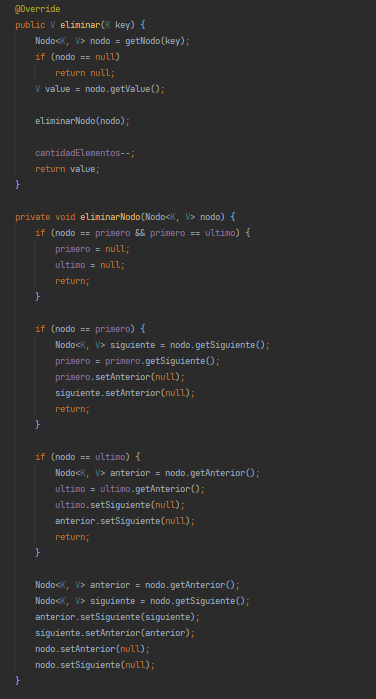 @Override
public V eliminar(K key) {
    Nodo<K, V> nodo = getNodo(key);
    if (nodo == null)
        return null;
    V value = nodo.getValue();

    eliminarNodo(nodo);

    cantidadElementos--;
    return value;
}

private void eliminarNodo(Nodo<K, V> nodo) {
    if (nodo == primero && primero == ultimo) {
        primero = null;
        ultimo = null;
        return;
    }

    if (nodo == primero) {
        Nodo<K, V> siguiente = nodo.getSiguiente();
        primero = primero.getSiguiente();
        primero.setAnterior(null);
        siguiente.setAnterior(null);
        return;
    }

    if (nodo == ultimo) {
        Nodo<K, V> anterior = nodo.getAnterior();
        ultimo = ultimo.getAnterior();
        ultimo.setSiguiente(null);
        anterior.setSiguiente(null);
        return;
    }

    Nodo<K, V> anterior = nodo.getAnterior();
    Nodo<K, V> siguiente = nodo.getSiguiente();
    anterior.setSiguiente(siguiente);
    siguiente.setAnterior(anterior);
    nodo.setAnterior(null);
    nodo.setSiguiente(null);
}